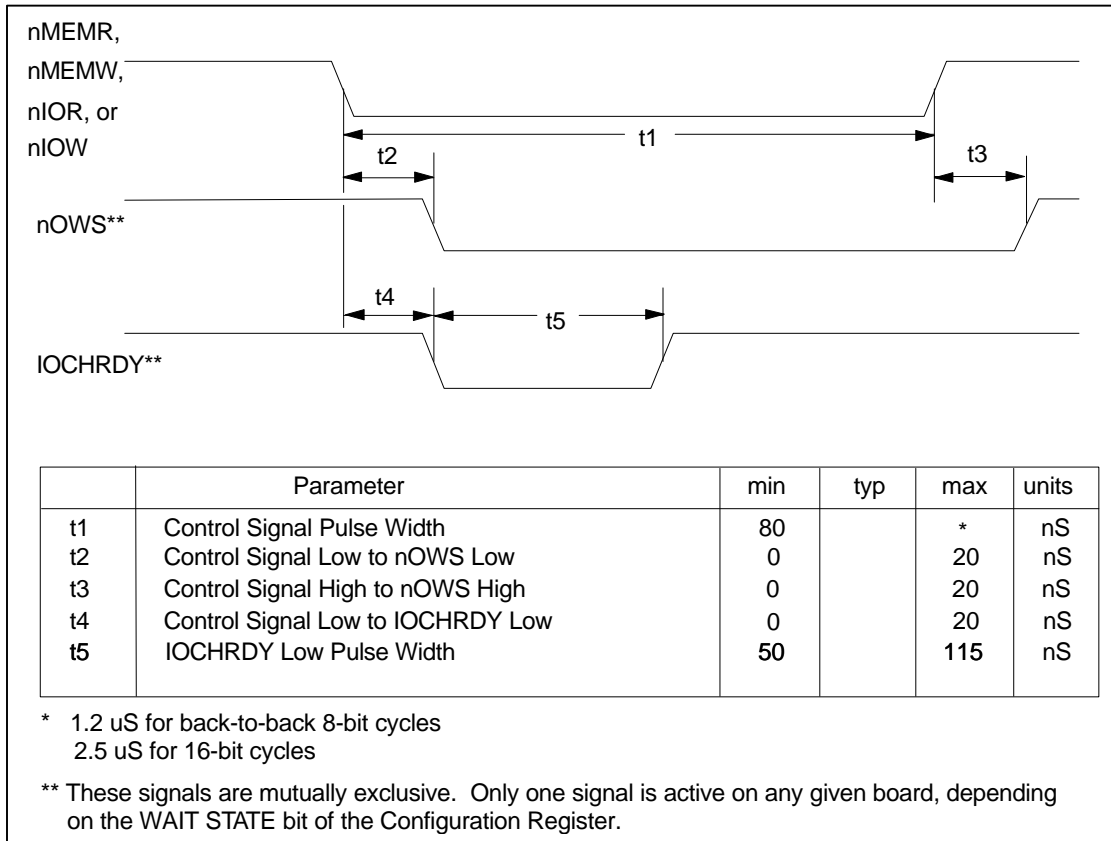 nMEMR,
nMEMW,
nIOR, or
nIOW
t1
t2
t3
nOWS**
t4
t5
IOCHRDY**
Parameter min typ max units
t1 Control Signal Pulse Width 80 * nS
t2 Control Signal Low to nOWS Low 0 20 nS
t3 Control Signal High to nOWS High 0 20 nS
t4 Control Signal Low to IOCHRDY Low 0 20 nS
t5 IOCHRDY Low Pulse Width 50 115 nS
* 1.2 uS for back-to-back 8-bit cycles
2.5 uS for 16-bit cycles
** These signals are mutually exclusive. Only one signal is active on any given board, depending
on the WAIT STATE bit of the Configuration Register.